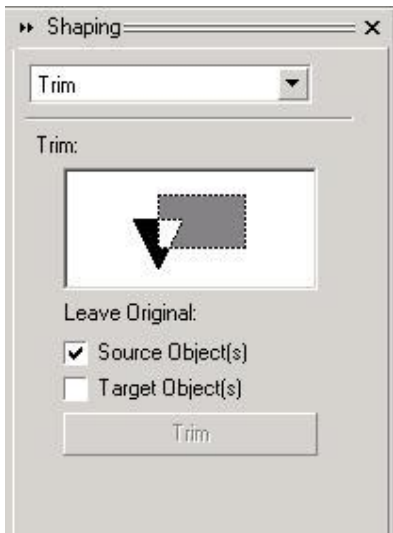 Shaping
Trim
Trim:
Leave Original:
Source Object(s)
Target Object(s)
Trim